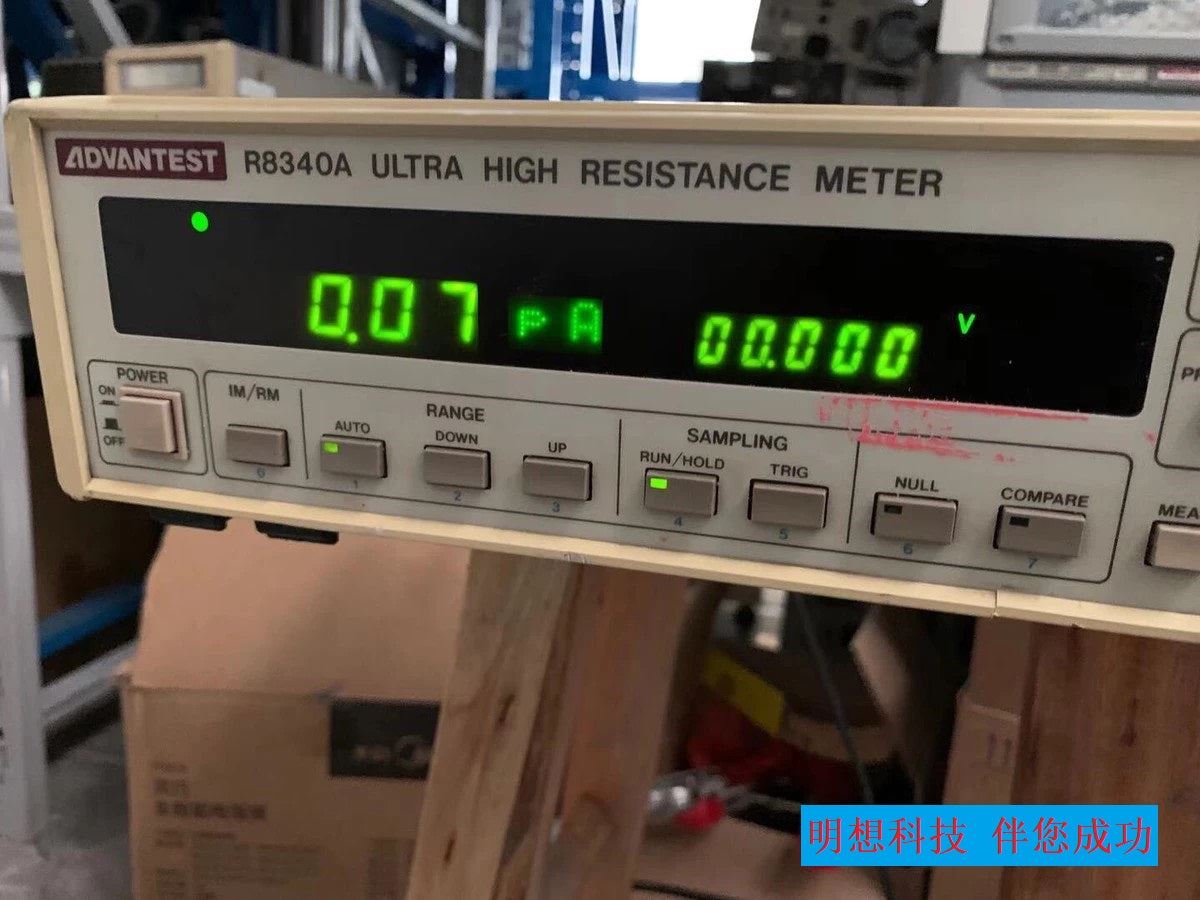 ADVANTEST R8340A ULTRA HIGH RESISTANCE METER
0.07 pA 00.000 V
POWER
ON
OFF
IM/RM
0
RANGE
AUTO DOWN UP
1 2 3
SAMPLING
RUN/HOLD TRIG
4 5
NULL COMPARE
6 7
明想科技 伴您成功